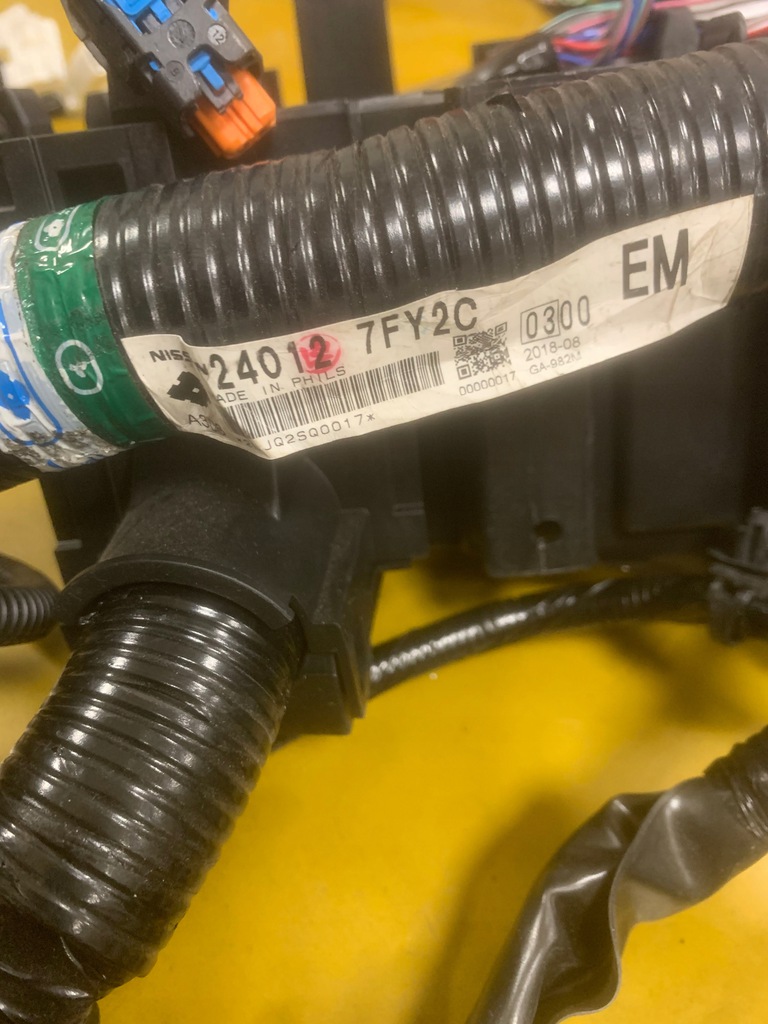 EM
NISSAN 24012 7FY2C 0300
MADE IN PHILS
2018-08
GA-982M
00000017
JQ2SQ0017*